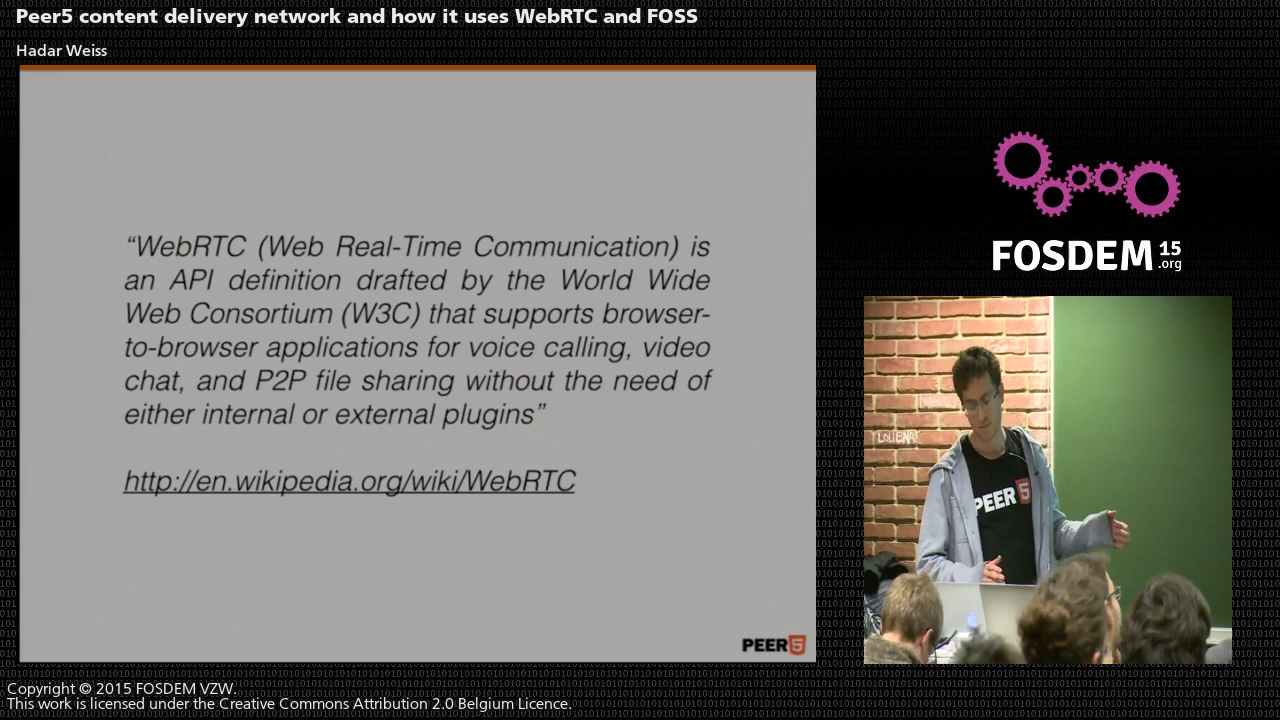 Peer5 content delivery network and how it uses WebRTC and FOSS
Hadar Weiss
“WebRTC (Web Real-Time Communication) is
an API definition drafted by the World Wide
Web Consortium (W3C) that supports browser-
to-browser applications for voice calling, video
chat, and P2P file sharing without the need of
either internal or external plugins”
http://en.wikipedia.org/wiki/WebRTC
PEER5
FOSDEM 15
.org
PEER 5
Copyright © 2015 FOSDEM VZW.
This work is licensed under the Creative Commons Attribution 2.0 Belgium Licence.